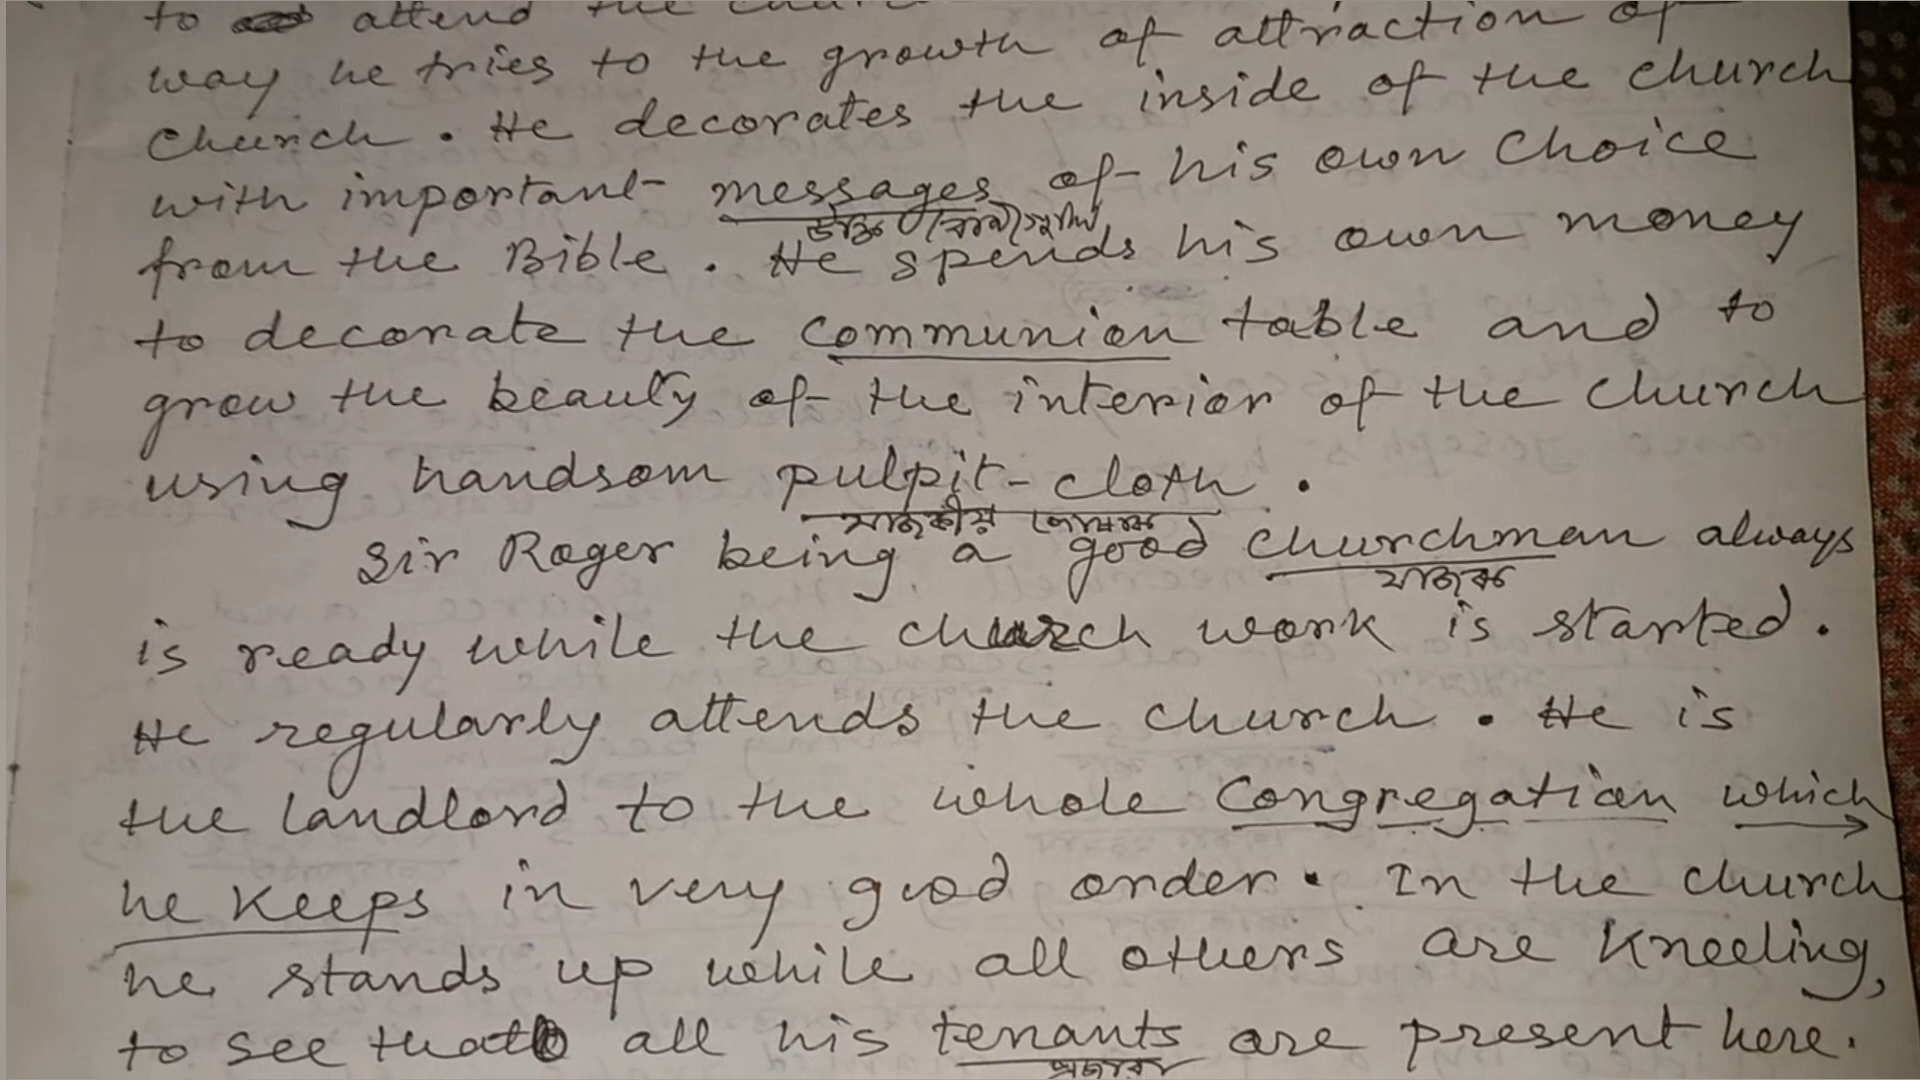 to attend the
way he tries to the growth of attraction of
Church. He decorates the inside of the church
with important messages of his own choice
from the Bible. He spends his own money
to decorate the communion table and to
grow the beauty of the interior of the church
using handsom pulpit-cloth.
যাজকীয় পোষাক
Sir Roger being a good churchman always
যাজক
is ready while the church work is started.
He regularly attends the church. He is
the landlord to the whole Congregation which
he keeps in very good order. In the church
he stands up while all others are kneeling,
to see that all his tenants are present here.